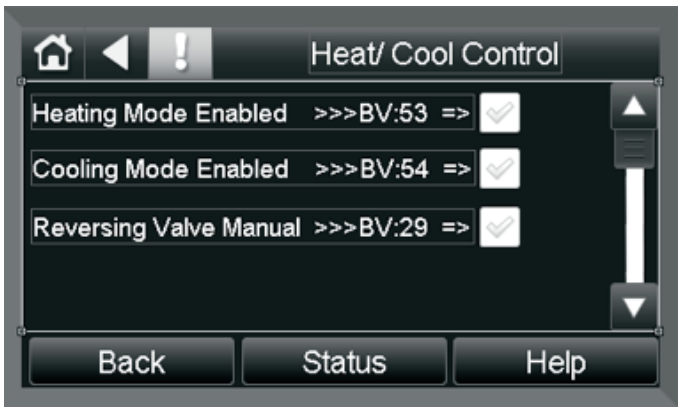 Heat/ Cool Control
Heating Mode Enabled >>>BV:53 =>
Cooling Mode Enabled >>>BV:54 =>
Reversing Valve Manual >>>BV:29 =>
Back Status Help